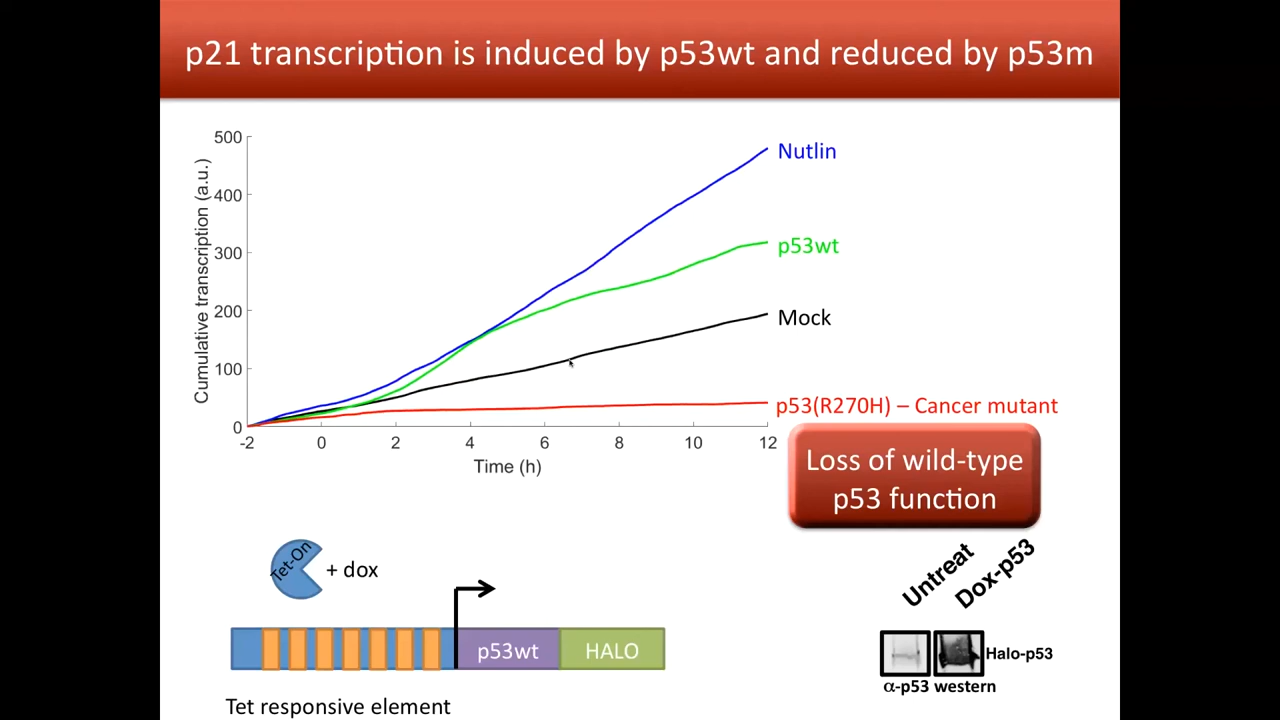 p21 transcription is induced by p53wt and reduced by p53m
Cumulative transcription (a.u.)
500
400
300
200
100
0
-2
0
2
4
6
8
10
12
Time (h)
Nutlin
p53wt
Mock
p53(R270H) – Cancer mutant
Loss of wild-type
p53 function
Tet-On
+ dox
p53wt
HALO
Tet responsive element
Untreat
Dox-p53
Halo-p53
α-p53 western